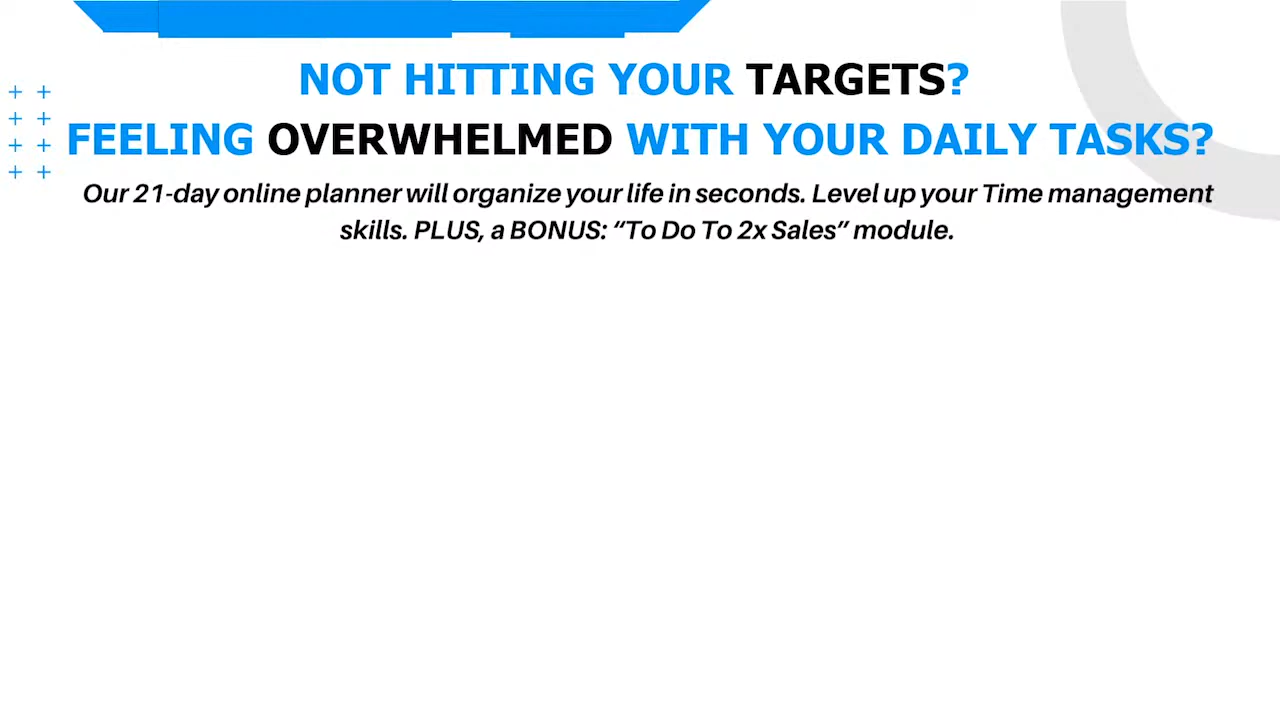 NOT HITTING YOUR TARGETS?
FEELING OVERWHELMED WITH YOUR DAILY TASKS?
Our 21-day online planner will organize your life in seconds. Level up your Time management
skills. PLUS, a BONUS: “To Do To 2x Sales” module.